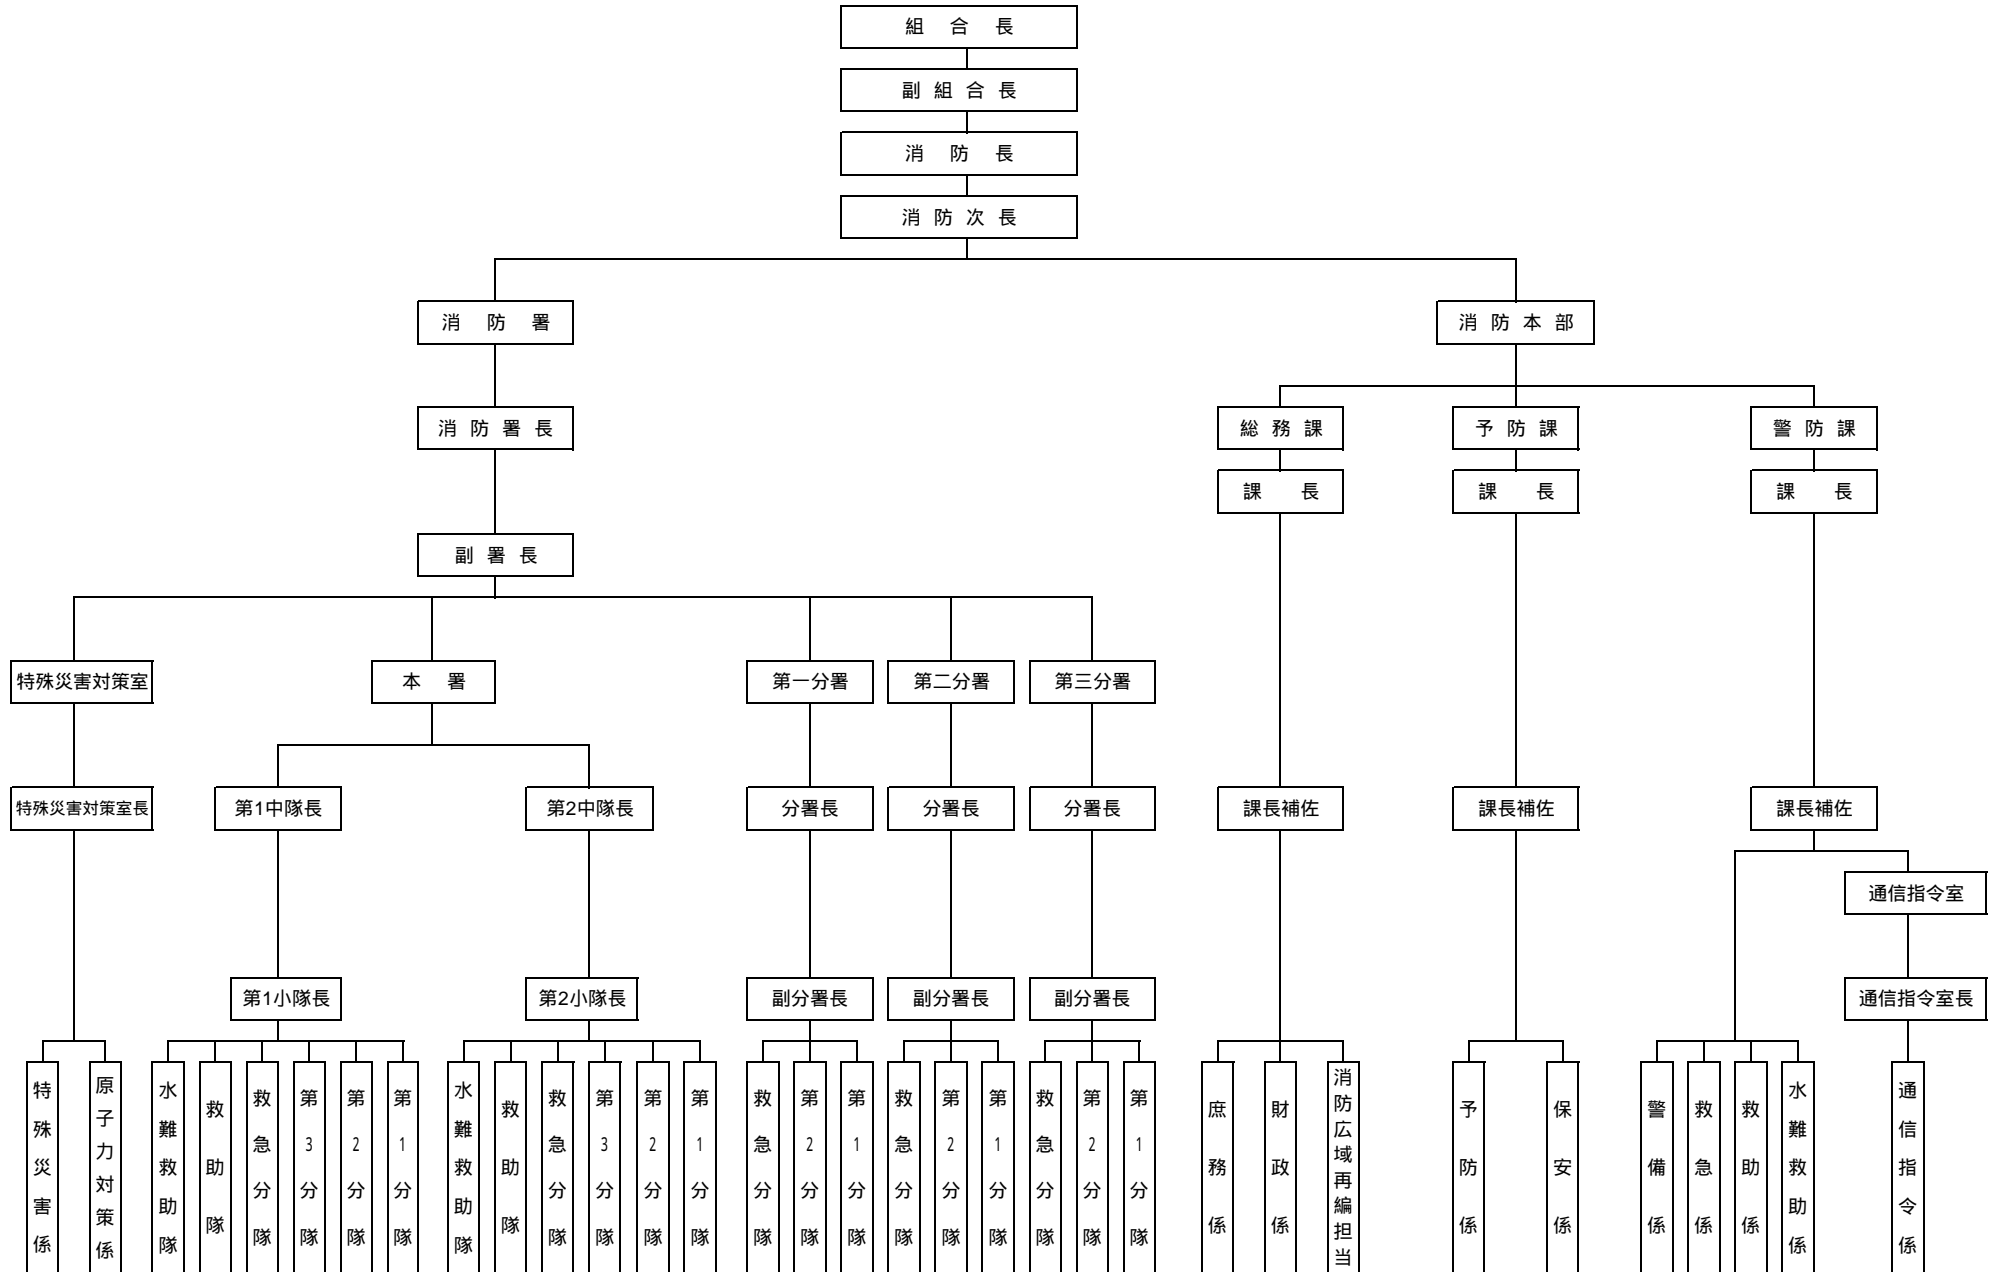 組合長
副組合長
消防長
消防次長
消防署
消防本部
消防署長
総務課
予防課
警防課
課長
課長
課長
副署長
特殊災害対策室
本署
第一分署
第二分署
第三分署
特殊災害対策室長
第1中隊長
第2中隊長
分署長
分署長
分署長
課長補佐
課長補佐
課長補佐
通信指令室
第1小隊長
第2小隊長
副分署長
副分署長
副分署長
通信指令室長
特殊災害係
原子力対策係
水難救助隊
救助隊
救急分隊
第3分隊
第2分隊
第1分隊
水難救助隊
救助隊
救急分隊
第3分隊
第2分隊
第1分隊
救急分隊
第2分隊
第1分隊
救急分隊
第2分隊
第1分隊
救急分隊
第2分隊
第1分隊
庶務係
財政係
消防広域再編担当
予防係
保安係
警備係
救急係
救助係
水難救助係
通信指令係